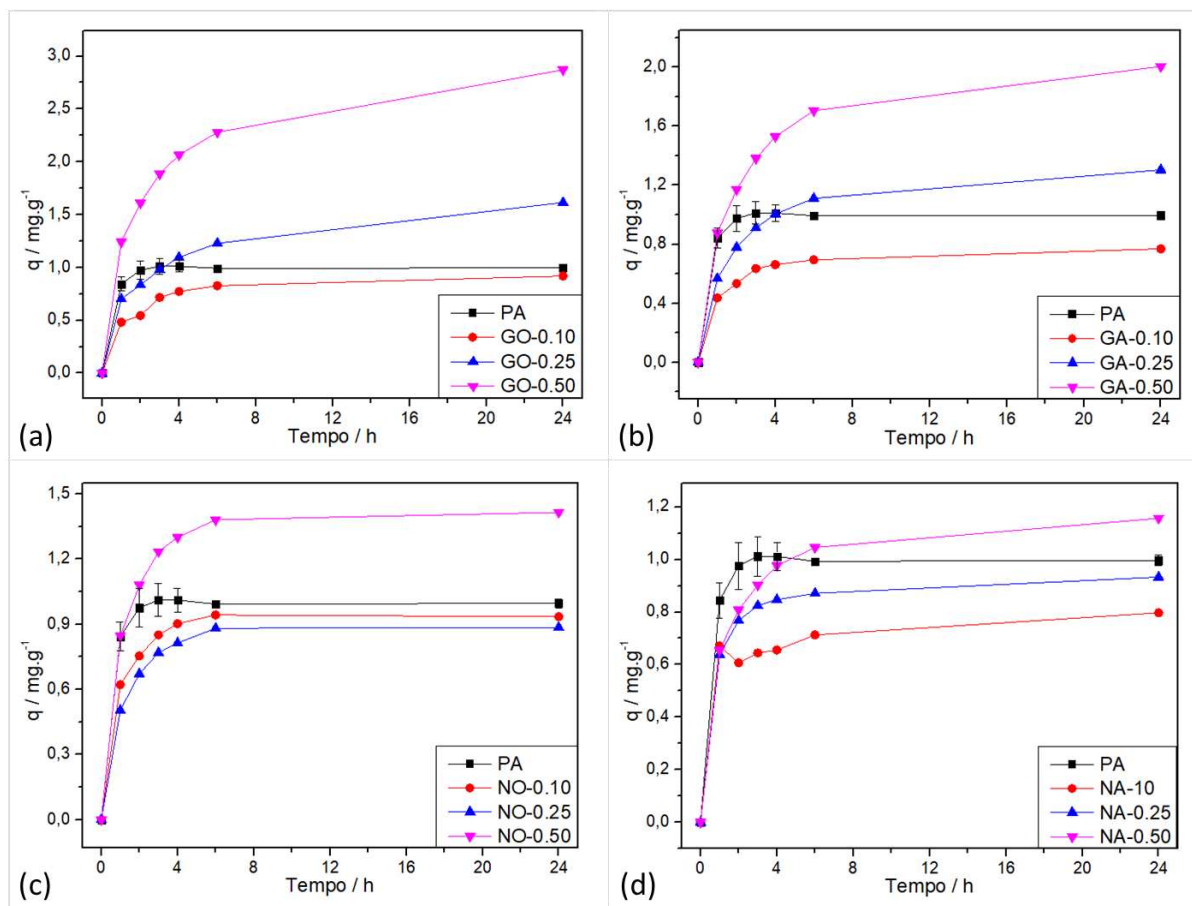 3,0
2,5
2,0
1,5
1,0
0,5
0,0
q / mg.g⁻¹
PA
GO-0.10
GO-0.25
GO-0.50
0 4 8 12 16 20 24
Tempo / h
(a)
2,0
1,6
1,2
0,8
0,4
0,0
q / mg.g⁻¹
PA
GA-0.10
GA-0.25
GA-0.50
0 4 8 12 16 20 24
Tempo / h
(b)
1,5
1,2
0,9
0,6
0,3
0,0
q / mg.g⁻¹
PA
NO-0.10
NO-0.25
NO-0.50
0 4 8 12 16 20 24
Tempo / h
(c)
1,2
1,0
0,8
0,6
0,4
0,2
0,0
q / mg.g⁻¹
PA
NA-10
NA-0.25
NA-0.50
0 4 8 12 16 20 24
Tempo / h
(d)